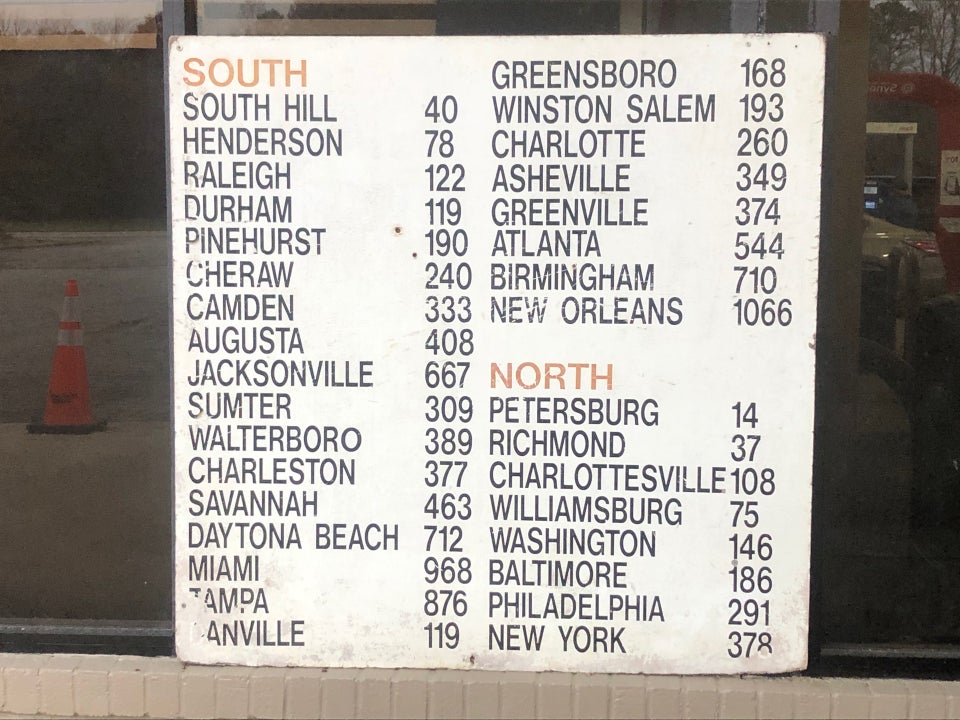 SOUTH
SOUTH HILL 40
HENDERSON 78
RALEIGH 122
DURHAM 119
PINEHURST 190
CHERAW 240
CAMDEN 333
AUGUSTA 408
JACKSONVILLE 667
SUMTER 309
WALTERBORO 389
CHARLESTON 377
SAVANNAH 463
DAYTONA BEACH 712
MIAMI 968
TAMPA 876
ANVILLE 119
GREENSBORO 168
WINSTON SALEM 193
CHARLOTTE 260
ASHEVILLE 349
GREENVILLE 374
ATLANTA 544
BIRMINGHAM 710
NEW ORLEANS 1066
NORTH
PETERSBURG 14
RICHMOND 37
CHARLOTTESVILLE 108
WILLIAMSBURG 75
WASHINGTON 146
BALTIMORE 186
PHILADELPHIA 291
NEW YORK 378